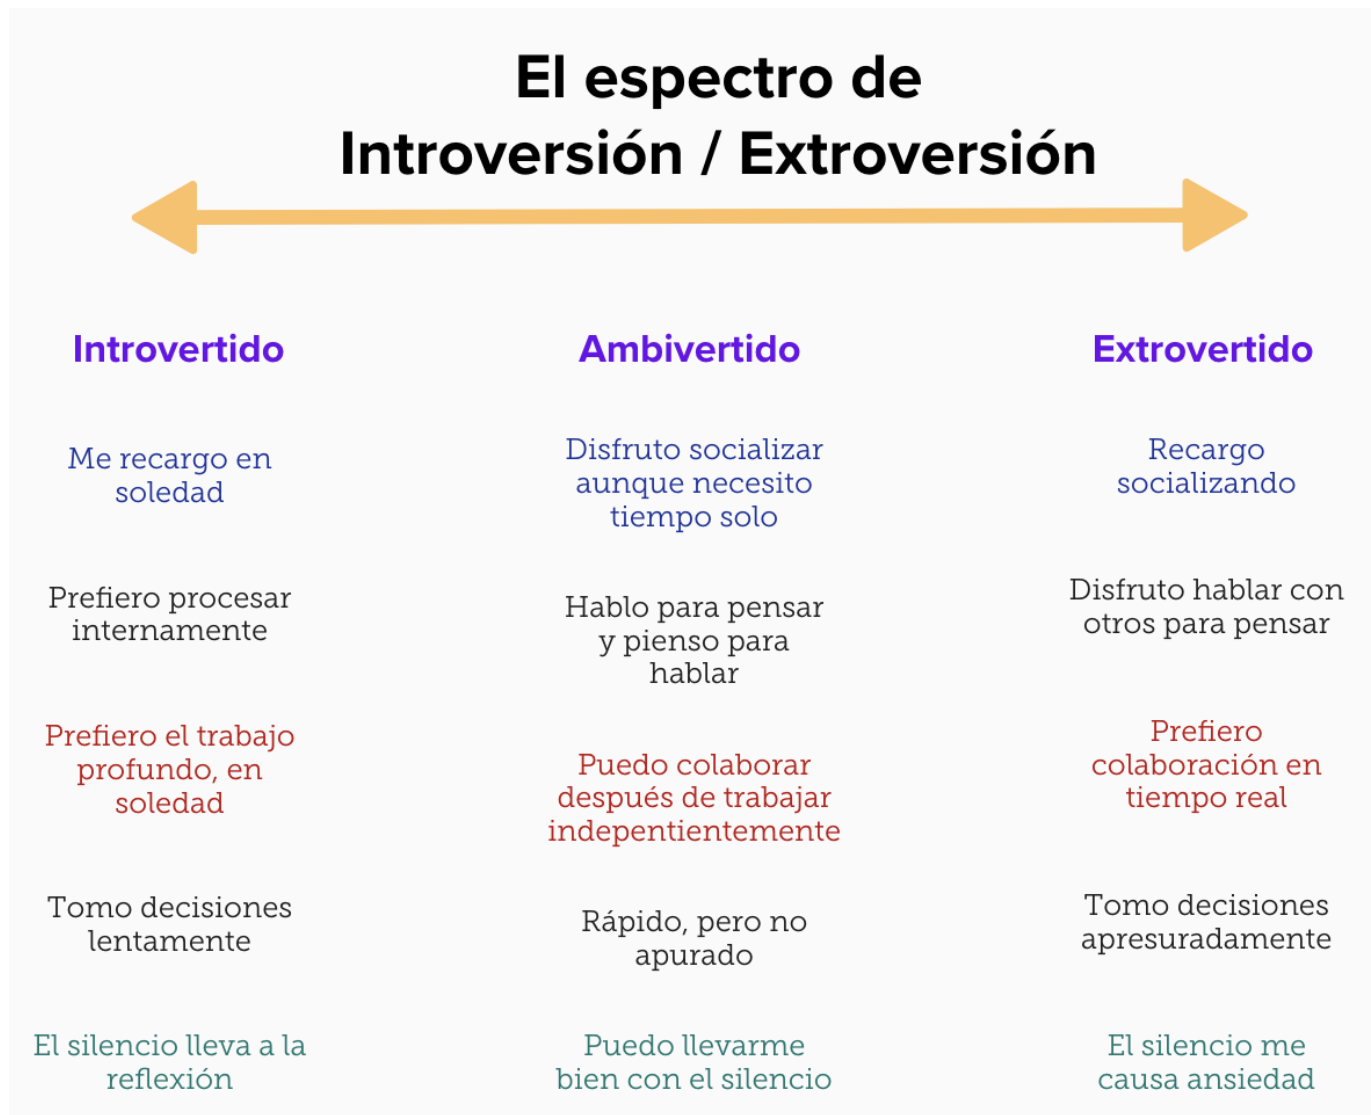 El espectro de
Introversión / Extroversión
Introvertido
Ambivertido
Extrovertido
Me recargo en
soledad
Disfruto socializar
aunque necesito
tiempo solo
Recargo
socializando
Prefiero procesar
internamente
Hablo para pensar
y pienso para
hablar
Disfruto hablar con
otros para pensar
Prefiero el trabajo
profundo, en
soledad
Puedo colaborar
después de trabajar
indepentientemente
Prefiero
colaboración en
tiempo real
Tomo decisiones
lentamente
Rápido, pero no
apurado
Tomo decisiones
apresuradamente
El silencio lleva a la
reflexión
Puedo llevarme
bien con el silencio
El silencio me
causa ansiedad